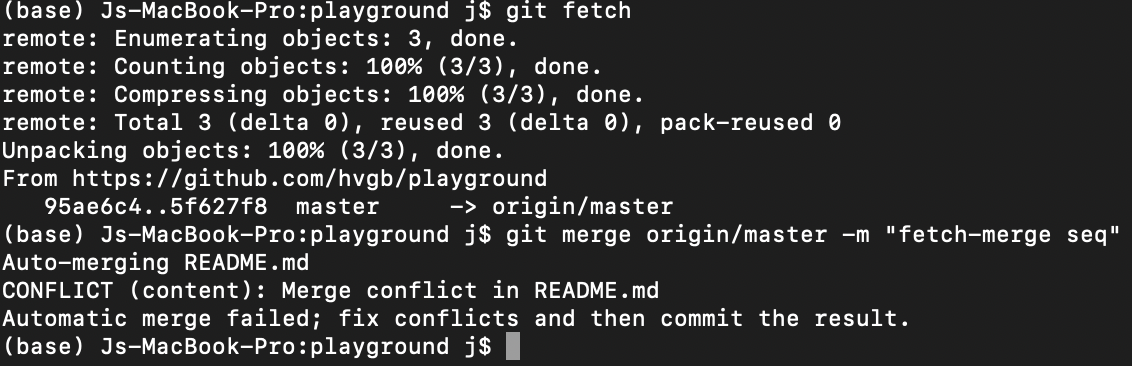 (base) Js-MacBook-Pro:playground j$ git fetch
remote: Enumerating objects: 3, done.
remote: Counting objects: 100% (3/3), done.
remote: Compressing objects: 100% (3/3), done.
remote: Total 3 (delta 0), reused 3 (delta 0), pack-reused 0
Unpacking objects: 100% (3/3), done.
From https://github.com/hvgb/playground
   95ae6c4..5f627f8  master     -> origin/master
(base) Js-MacBook-Pro:playground j$ git merge origin/master -m "fetch-merge seq"
Auto-merging README.md
CONFLICT (content): Merge conflict in README.md
Automatic merge failed; fix conflicts and then commit the result.
(base) Js-MacBook-Pro:playground j$